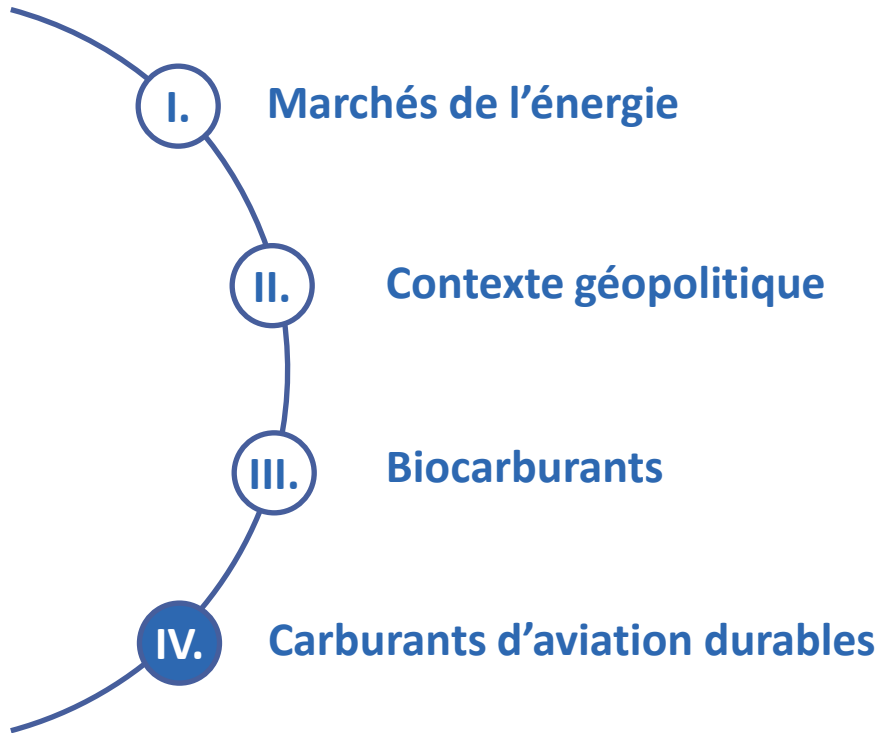 I. Marchés de l’énergie
II. Contexte géopolitique
III. Biocarburants
IV. Carburants d’aviation durables